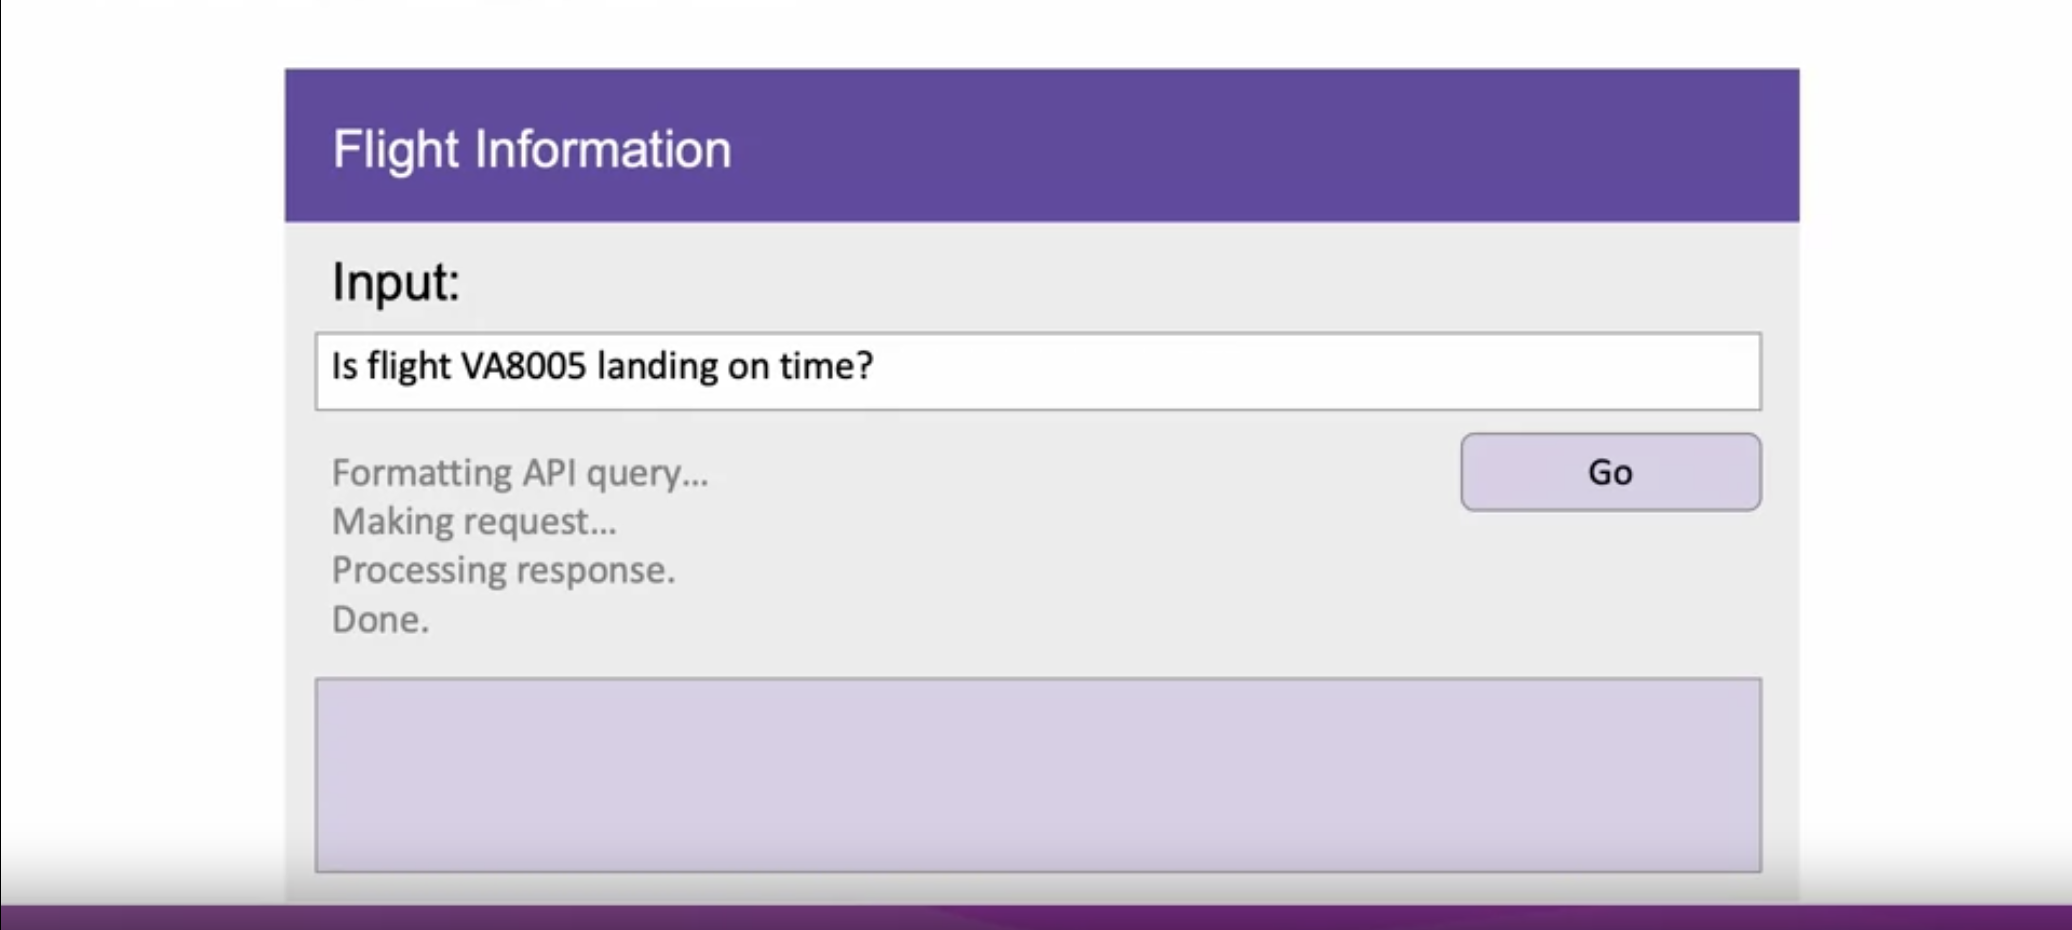 Flight Information
Input:
Is flight VA8005 landing on time?
Formatting API query...
Go
Making request...
Processing response.
Done.